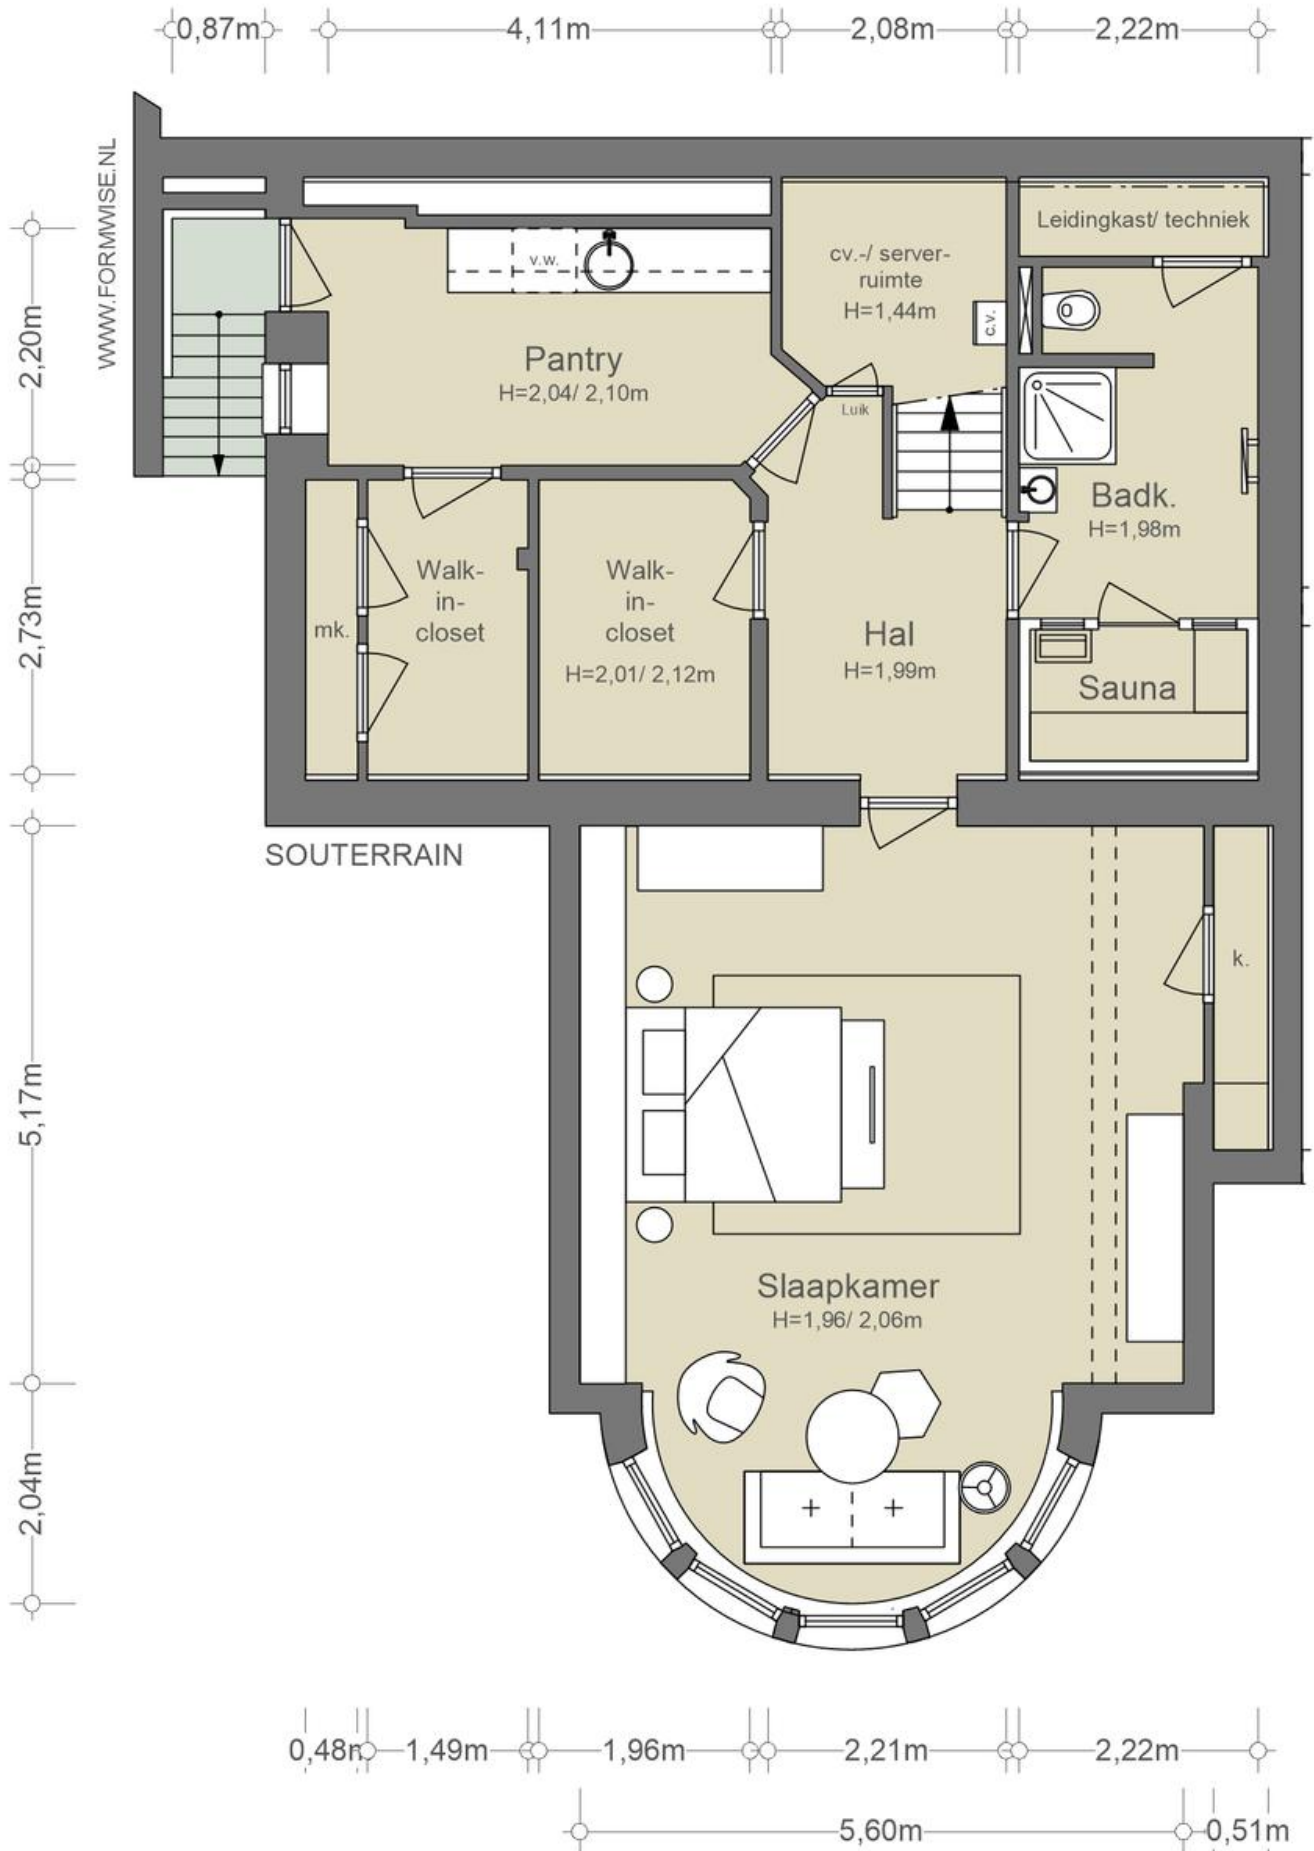 0,87m
4,11m
2,08m
2,22m
WWW.FORMWISE.NL
Leidingkast/ techniek
cv.-/ server-
ruimte
H=1,44m
v.w.
c.v.
2,20m
Pantry
H=2,04/ 2,10m
Luik
Badk.
H=1,98m
Walk-
in-
closet
Walk-
in-
closet
H=2,01/ 2,12m
mk.
2,73m
Hal
H=1,99m
Sauna
SOUTERRAIN
k.
5,17m
Slaapkamer
H=1,96/ 2,06m
2,04m
0,48m
1,49m
1,96m
2,21m
2,22m
5,60m
0,51m